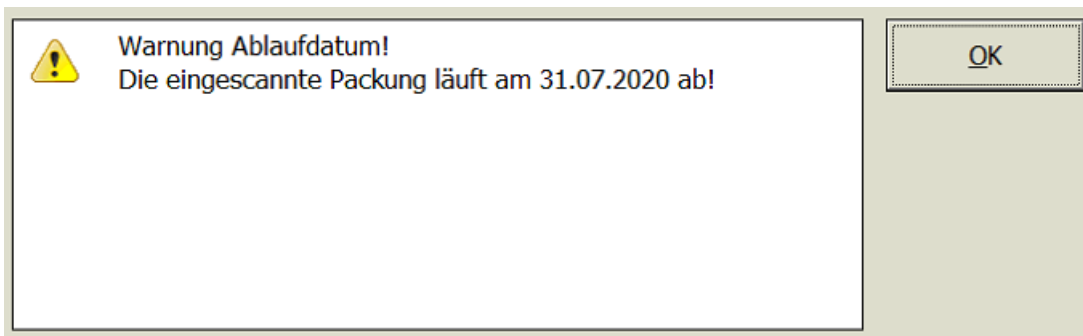 Warnung Ablaufdatum!
Die eingescannte Packung läuft am 31.07.2020 ab!
OK